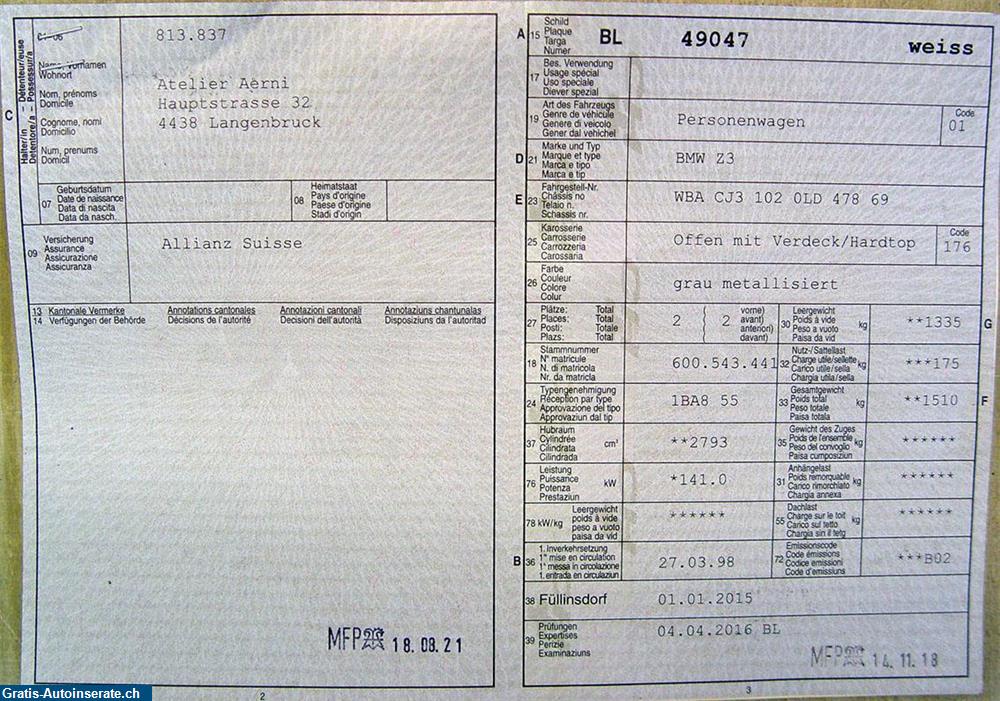 C1-06
813.837
Halter/in - Détenteur/euse
Detentore/a - Possessur/a
C
Name, Vornamen
Wohnort
Nom, prénoms
Domicile
Cognome, nomi
Domicilio
Num, prenums
Domicil
Atelier Aerni
Hauptstrasse 32
4438 Langenbruck
07
Geburtsdatum
Date de naissance
Data di nascita
Data da nasch.
08
Heimatstaat
Pays d'origine
Paese d'origine
Stadi d'origin
09
Versicherung
Assurance
Assicurazione
Assicuranza
Allianz Suisse
13 Kantonale Vermerke Annotations cantonales Annotazioni cantonali Annotaziuns chantunalas
14 Verfügungen der Behörde Décisions de l'autorité Decisioni dell'autorità Disposiziuns da l'autoritad
MFP 18.08.21
Gratis-Autoinserate.ch
2
A 15
Schild
Plaque
Targa
Numer
BL 49047 weiss
17
Bes. Verwendung
Usage spécial
Uso speciale
Diever spezial
19
Art des Fahrzeugs
Genre de véhicule
Genere di veicolo
Gener dal vehichel
Personenwagen
Code
01
D 21
Marke und Typ
Marque et type
Marca e tipo
Marca e tip
BMW Z3
E 23
Fahrgestell-Nr.
Châssis no
Telaio n.
Schassis nr.
WBA CJ3 102 0LD 478 69
25
Karosserie
Carrosserie
Carrozzeria
Carossaria
Offen mit Verdeck/Hardtop
Code
176
26
Farbe
Couleur
Colore
Colur
grau metallisiert
27
Plätze: Total
Places: Total
Posti: Totale
Plazs: Total
2 ( 2
vorne)
avant)
anteriori)
davant)
30
Leergewicht
Poids à vide
Peso a vuoto
Paisa da vid
kg
**1335
G
18
Stammnummer
N° matricule
N. di matricola
Nr. da matricla
600.543.441
32
Nutz-/Sattellast
Charge utile/sellette
Carico utile/sella
Chargia utila/sella
kg
***175
24
Typengenehmigung
Réception par type
Approvazione del tipo
Approvaziun dal tip
1BA8 55
33
Gesamtgewicht
Poids total
Peso totale
Paisa totala
kg
**1510
F
37
Hubraum
Cylindrée
Cilindrata
Cilindrada
cm³
**2793
35
Gewicht des Zuges
Poids de l'ensemble
Peso del convoglio
Paisa cumposiziun
kg
******
76
Leistung
Puissance
Potenza
Prestaziun
kW
*141.0
31
Anhängelast
Poids remorquable
Carico rimorchiato
Chargia annexa
kg
******
78 kW/kg
Leergewicht
poids à vide
peso a vuoto
paisa da vid
******
55
Dachlast
Charge sur le toit
Carico sul tetto
Chargia sin il tetg
kg
******
B 36
1. Inverkehrsetzung
1re mise en circulation
1a messa in circolazione
1. entrada en circulaziun
27.03.98
72
Emissionscode
Code émissions
Codice emissioni
Code d'emissiuns
***B02
38 Füllinsdorf 01.01.2015
39
Prüfungen
Expertises
Perizie
Examinaziuns
04.04.2016 BL
MFP 14.11.18
3